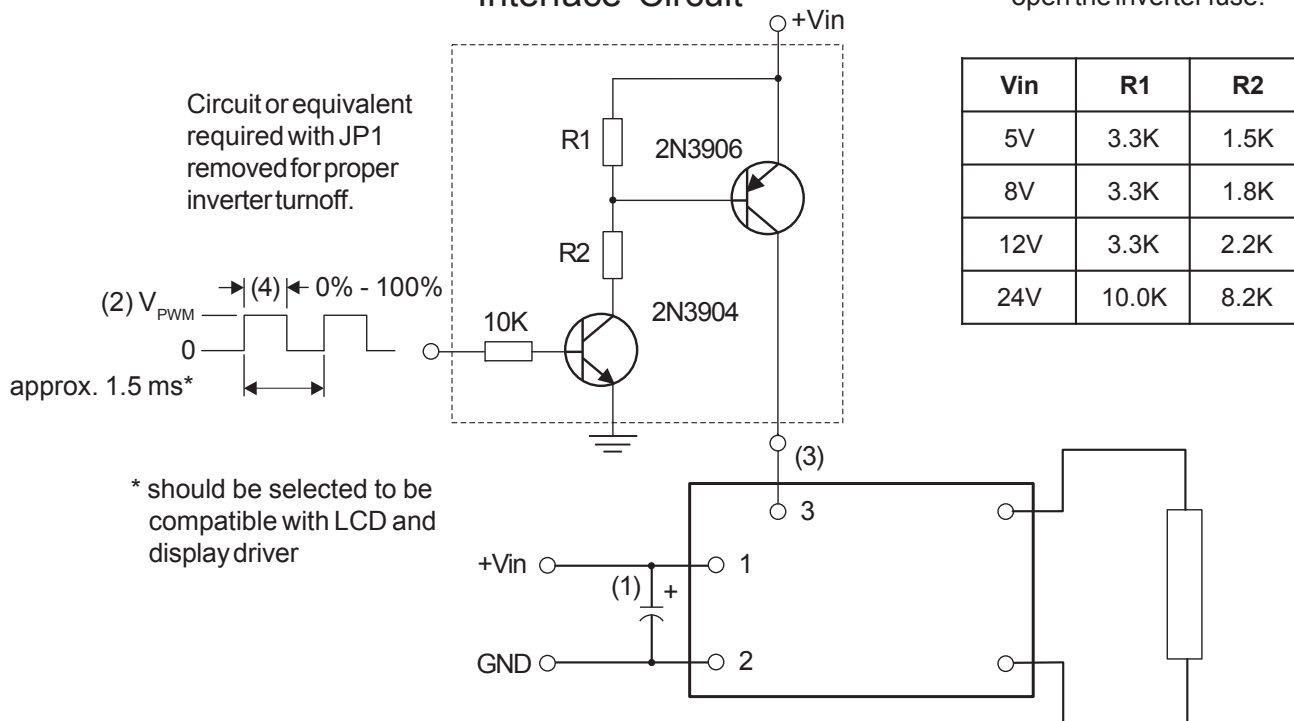 Interface Circuit
open the inverter fuse.
+Vin
Vin R1 R2
5V 3.3K 1.5K
8V 3.3K 1.8K
12V 3.3K 2.2K
24V 10.0K 8.2K
Circuit or equivalent
required with JP1
removed for proper
inverter turnoff.
R1
2N3906
R2
2N3904
10K
(4) 0% - 100%
(2) VPWM
0
approx. 1.5 ms*
(3)
* should be selected to be
compatible with LCD and
display driver
3
+Vin
1
(1) +
GND
2